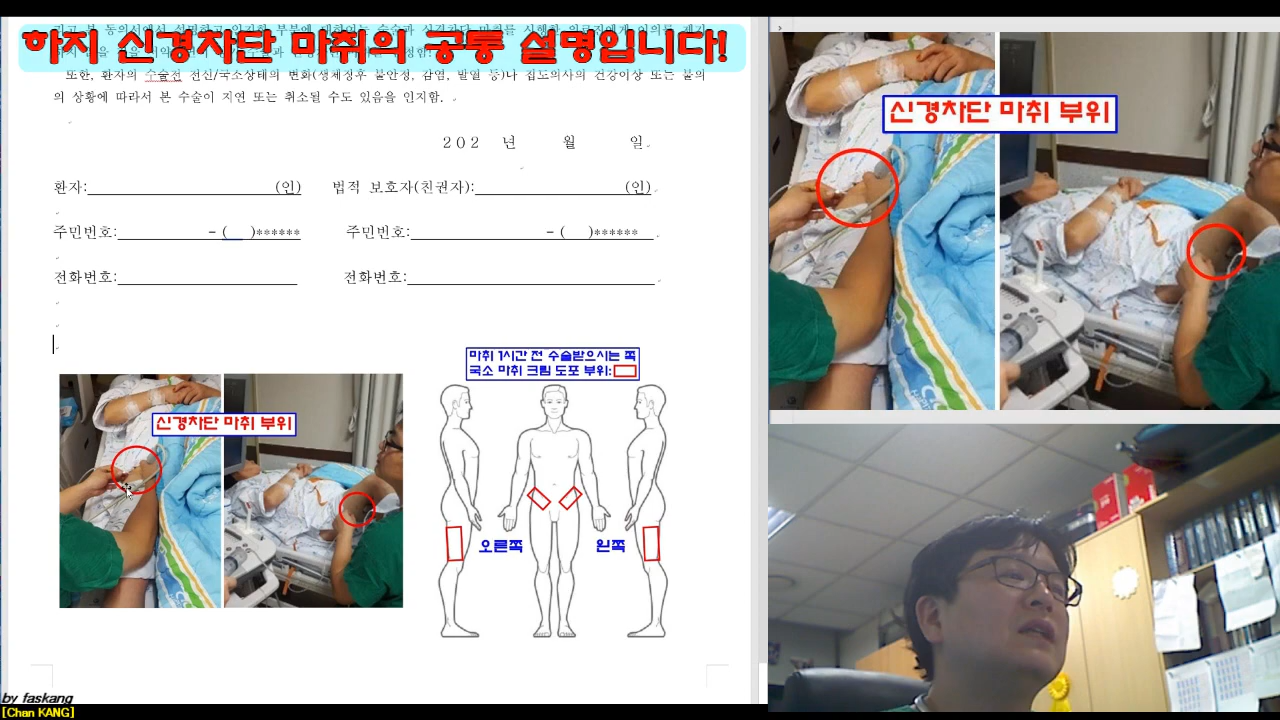 하지 신경차단 마취의 공통 설명입니다!
또한, 환자의 수술전 전신/국소상태의 변화(생체징후 불안정, 감염, 발열 등)나 집도의사의 건강이상 또는 불의
의 상황에 따라서 본 수술이 지연 또는 취소될 수도 있음을 인지함.
202 년 월 일
환자: (인) 법적 보호자(친권자): (인)
주민번호: - ( )****** 주민번호: - ( )******
전화번호: 전화번호:
마취 1시간 전 수술받으시는 쪽
국소 마취 크림 도포 부위:
신경차단 마취 부위
오른쪽 왼쪽
신경차단 마취 부위
by faskang
[Chan KANG]